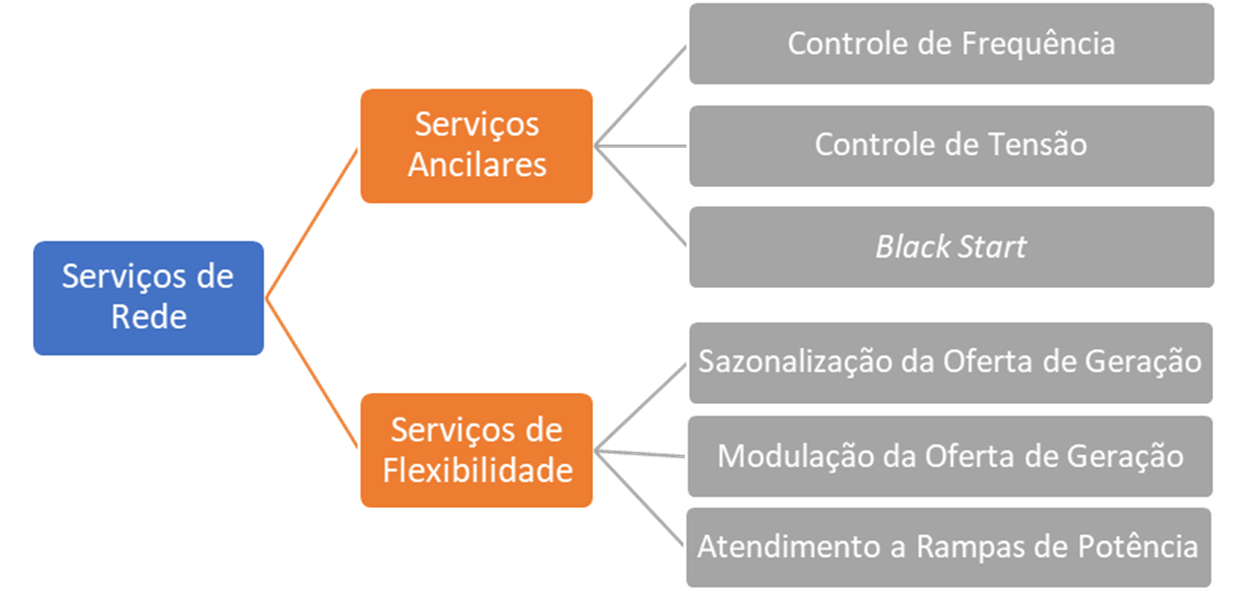 Serviços de
Rede
Serviços
Ancilares
Controle de Frequência
Controle de Tensão
Black Start
Serviços de
Flexibilidade
Sazonalização da Oferta de Geração
Modulação da Oferta de Geração
Atendimento a Rampas de Potência